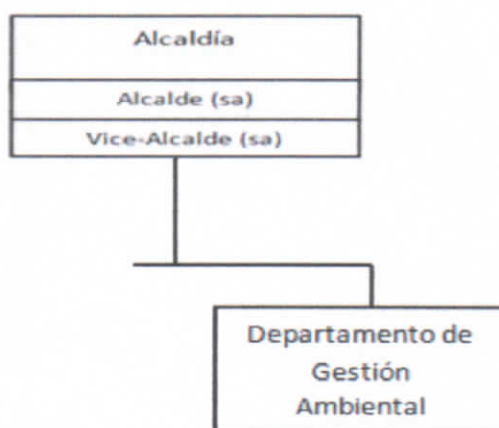 Alcaldía
Alcalde (sa)
Vice-Alcalde (sa)
Departamento de
Gestión
Ambiental